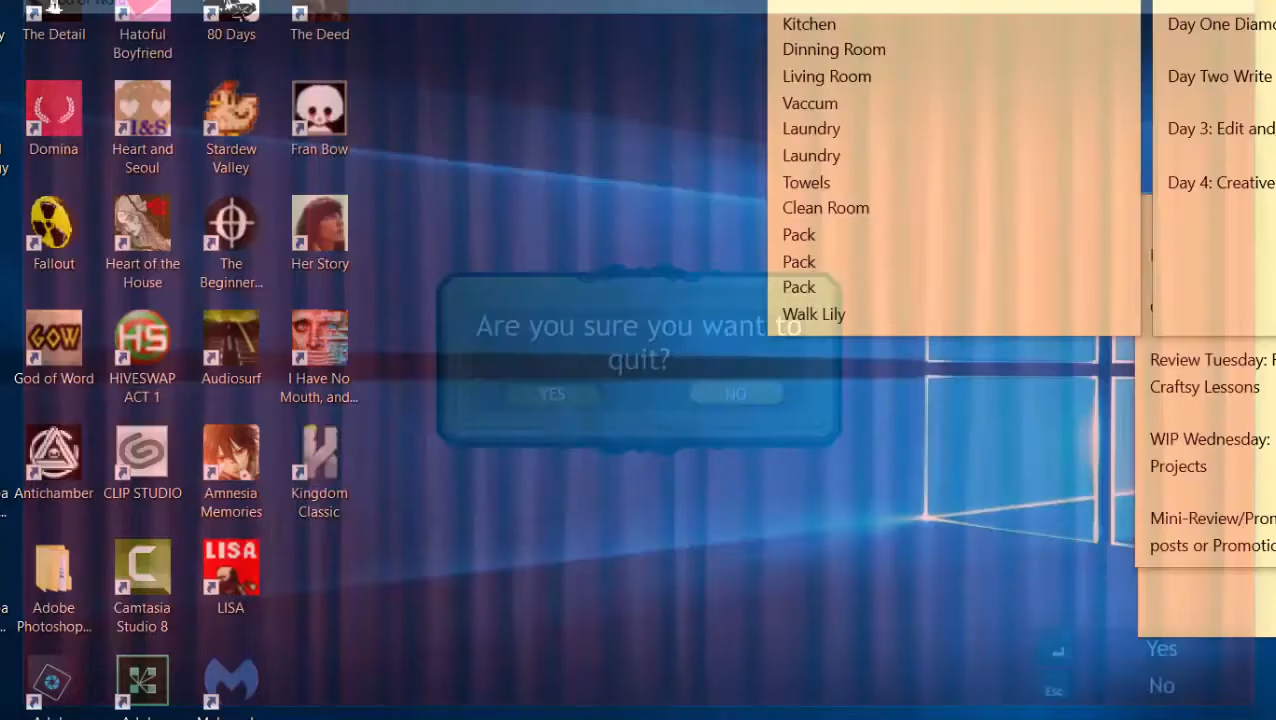 The Detail
Hatoful
Boyfriend
80 Days
The Deed
Domina
Heart and
Seoul
Stardew
Valley
Fran Bow
Fallout
Heart of the
House
The
Beginner...
Her Story
GOW
God of Word
HS
HIVESWAP
ACT 1
Audiosurf
I Have No
Mouth, and...
Antichamber
CLIP STUDIO
Amnesia
Memories
Kingdom
Classic
Adobe
Photoshop...
Camtasia
Studio 8
LISA
LISA
I&S
Are you sure you want to
quit?
YES
NO
Kitchen
Dinning Room
Living Room
Vaccum
Laundry
Laundry
Towels
Clean Room
Pack
Pack
Pack
Walk Lily
Day One Diamo
Day Two Write
Day 3: Edit and
Day 4: Creative
Review Tuesday:
Craftsy Lessons
WIP Wednesday:
Projects
Mini-Review/Pron
posts or Promotic
Yes
Esc
No